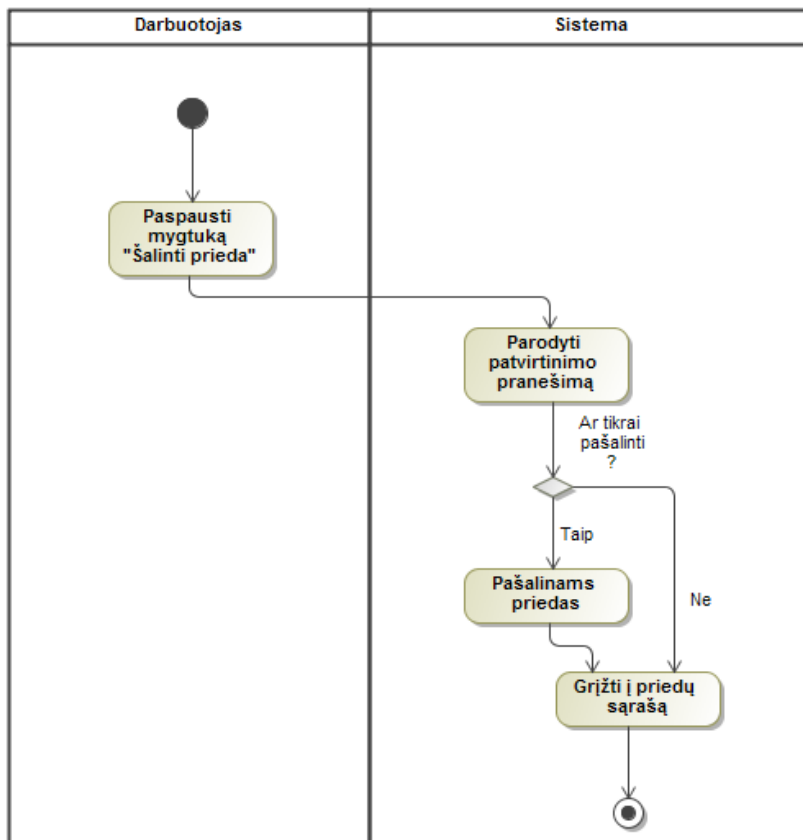 Darbuotojas
Sistema
Paspausti
mygtuką
"Šalinti prieda"
Parodyti
patvirtinimo
pranešimą
Ar tikrai
pašalinti
?
Taip
Pašalinams
priedas
Ne
Grįžti į priedų
sąrašą